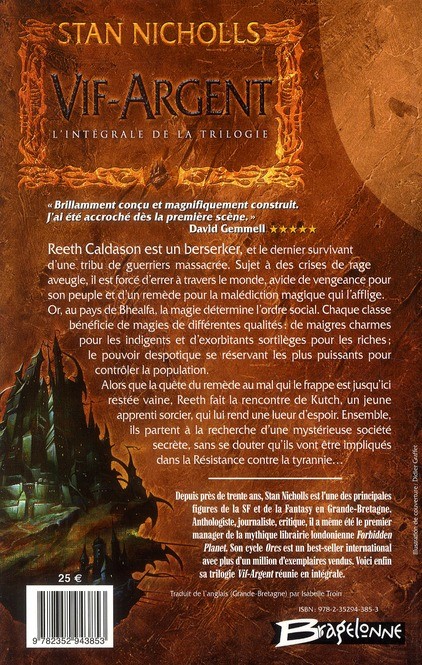 STAN NICHOLLS
VIF-ARGENT
L'INTÉGRALE DE LA TRILOGIE
« Brillamment conçu et magnifiquement construit.
J'ai été accroché dès la première scène. »
David Gemmell ★★★★★
Reeth Caldason est un berserker, et le dernier survivant
d'une tribu de guerriers massacrée. Sujet à des crises de rage
aveugle, il est forcé d'errer à travers le monde, avide de vengeance pour
son peuple et d'un remède pour la malédiction magique qui l'afflige.
Or, au pays de Bhealfa, la magie détermine l'ordre social. Chaque classe
bénéficie de magies de différentes qualités : de maigres charmes
pour les indigents et d'exorbitants sortilèges pour les riches ;
le pouvoir despotique se réservant les plus puissants pour
contrôler la population.
Alors que la quête du remède au mal qui le frappe est jusqu'ici
restée vaine, Reeth fait la rencontre de Kutch, un jeune
apprenti sorcier, qui lui rend une lueur d'espoir. Ensemble,
ils partent à la recherche d'une mystérieuse société
secrète, sans se douter qu'ils vont être impliqués
dans la Résistance contre la tyrannie…
Depuis près de trente ans, Stan Nicholls est l'une des principales
figures de la SF et de la Fantasy en Grande-Bretagne.
Anthologiste, journaliste, critique, il a même été le premier
manager de la mythique librairie londonienne Forbidden
Planet. Son cycle Orcs est un best-seller international
avec plus d'un million d'exemplaires vendus. Voici enfin
sa trilogie Vif-Argent réunie en intégrale.
Traduit de l'anglais (Grande-Bretagne) par Isabelle Troin
Illustration de couverture : Didier Graffet
25 €
9 782352 943853
ISBN : 978-2-35294-385-3
Bragelonne